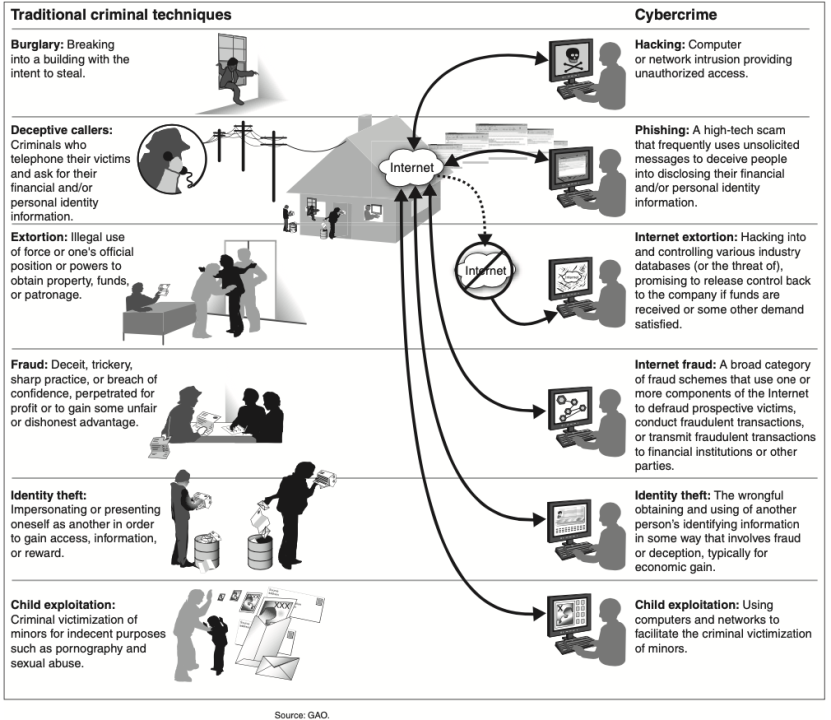 Traditional criminal techniques
Cybercrime
Burglary: Breaking
into a building with the
intent to steal.
Hacking: Computer
or network intrusion providing
unauthorized access.
Deceptive callers:
Criminals who
telephone their victims
and ask for their
financial and/or
personal identity
information.
Internet
Phishing: A high-tech scam
that frequently uses unsolicited
messages to deceive people
into disclosing their financial
and/or personal identity
information.
Extortion: Illegal use
of force or one's official
position or powers to
obtain property, funds,
or patronage.
Internet
Internet extortion: Hacking into
and controlling various industry
databases (or the threat of),
promising to release control back
to the company if funds are
received or some other demand
satisfied.
Fraud: Deceit, trickery,
sharp practice, or breach of
confidence, perpetrated for
profit or to gain some unfair
or dishonest advantage.
Internet fraud: A broad category
of fraud schemes that use one or
more components of the Internet
to defraud prospective victims,
conduct fraudulent transactions,
or transmit fraudulent transactions
to financial institutions or other
parties.
Identity theft:
Impersonating or presenting
oneself as another in order
to gain access, information,
or reward.
Identity theft: The wrongful
obtaining and using of another
person's identifying information
in some way that involves fraud
or deception, typically for
economic gain.
Child exploitation:
Criminal victimization of
minors for indecent purposes
such as pornography and
sexual abuse.
XXX
Child exploitation: Using
computers and networks to
facilitate the criminal victimization
of minors.
Source: GAO.